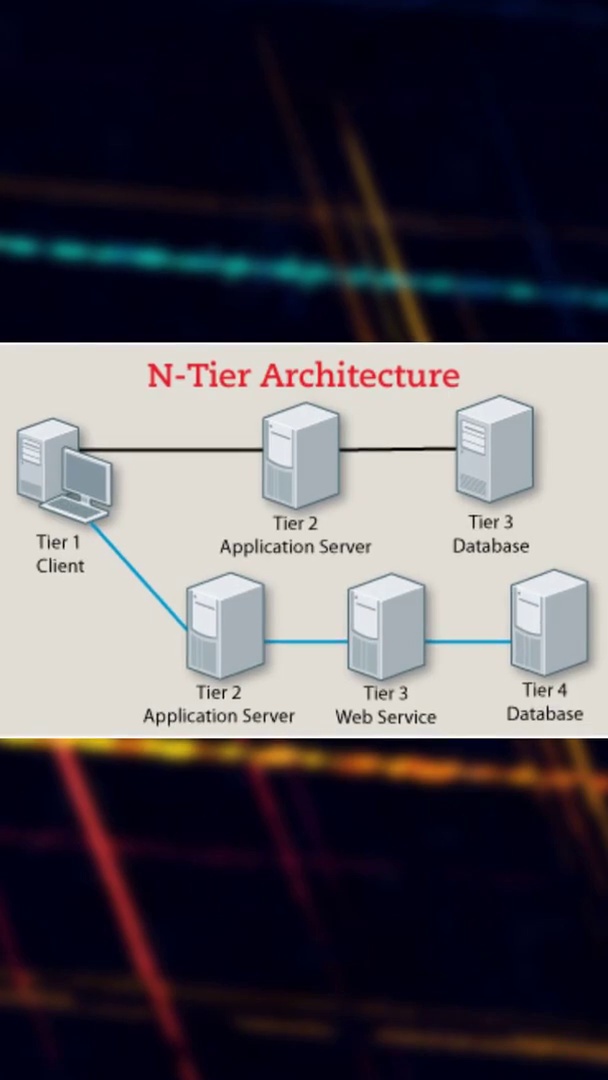 N-Tier Architecture
Tier 1
Client
Tier 2
Application Server
Tier 3
Database
Tier 2
Application Server
Tier 3
Web Service
Tier 4
Database